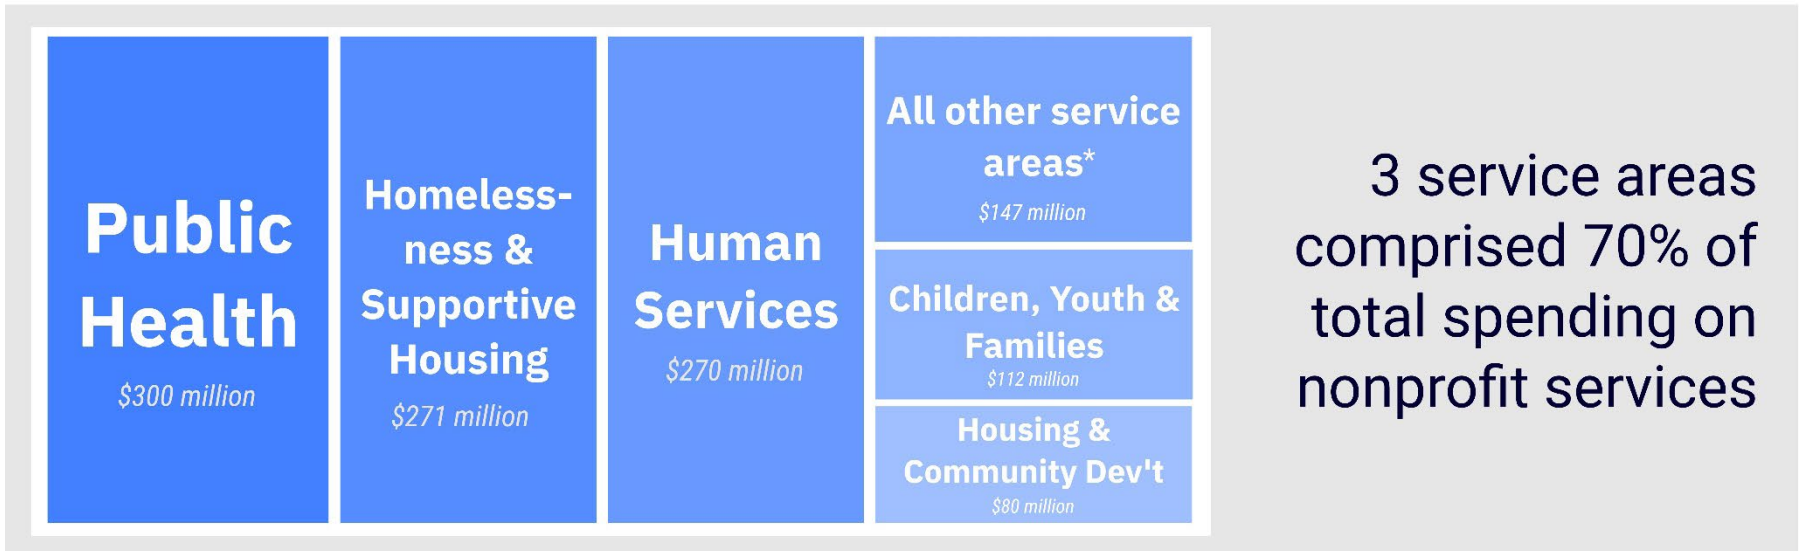 Public
Health
$300 million
Homeless-
ness &
Supportive
Housing
$271 million
Human
Services
$270 million
All other service
areas*
$147 million
Children, Youth &
Families
$112 million
Housing &
Community Dev't
$80 million
3 service areas
comprised 70% of
total spending on
nonprofit services